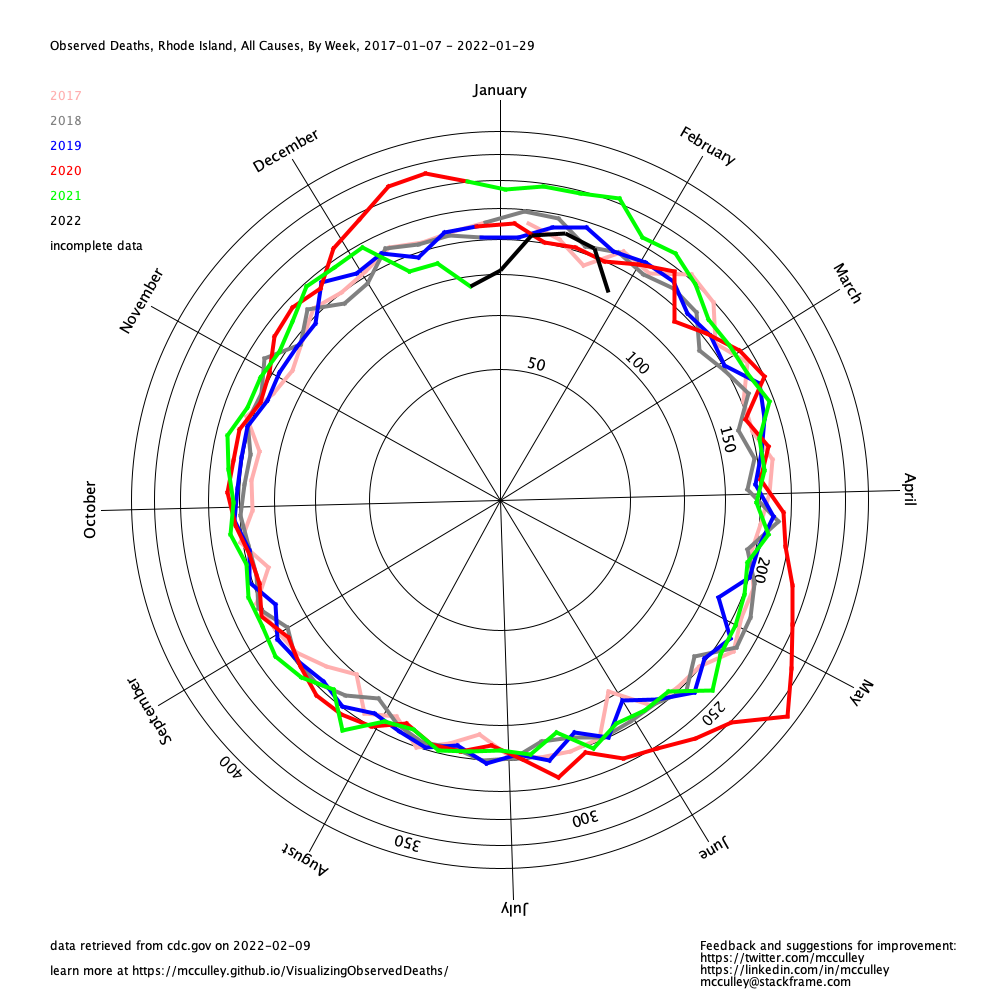 Observed Deaths, Rhode Island, All Causes, By Week, 2017-01-07 - 2022-01-29
January
2017
2018
2019
2020
2021
2022
incomplete data
December
February
November
March
50
100
150
October
April
200
September
May
250
400
300
350
August
June
July
data retrieved from cdc.gov on 2022-02-09
learn more at https://mcculley.github.io/VisualizingObservedDeaths/
Feedback and suggestions for improvement:
https://twitter.com/mcculley
https://linkedin.com/in/mcculley
mcculley@stackframe.com